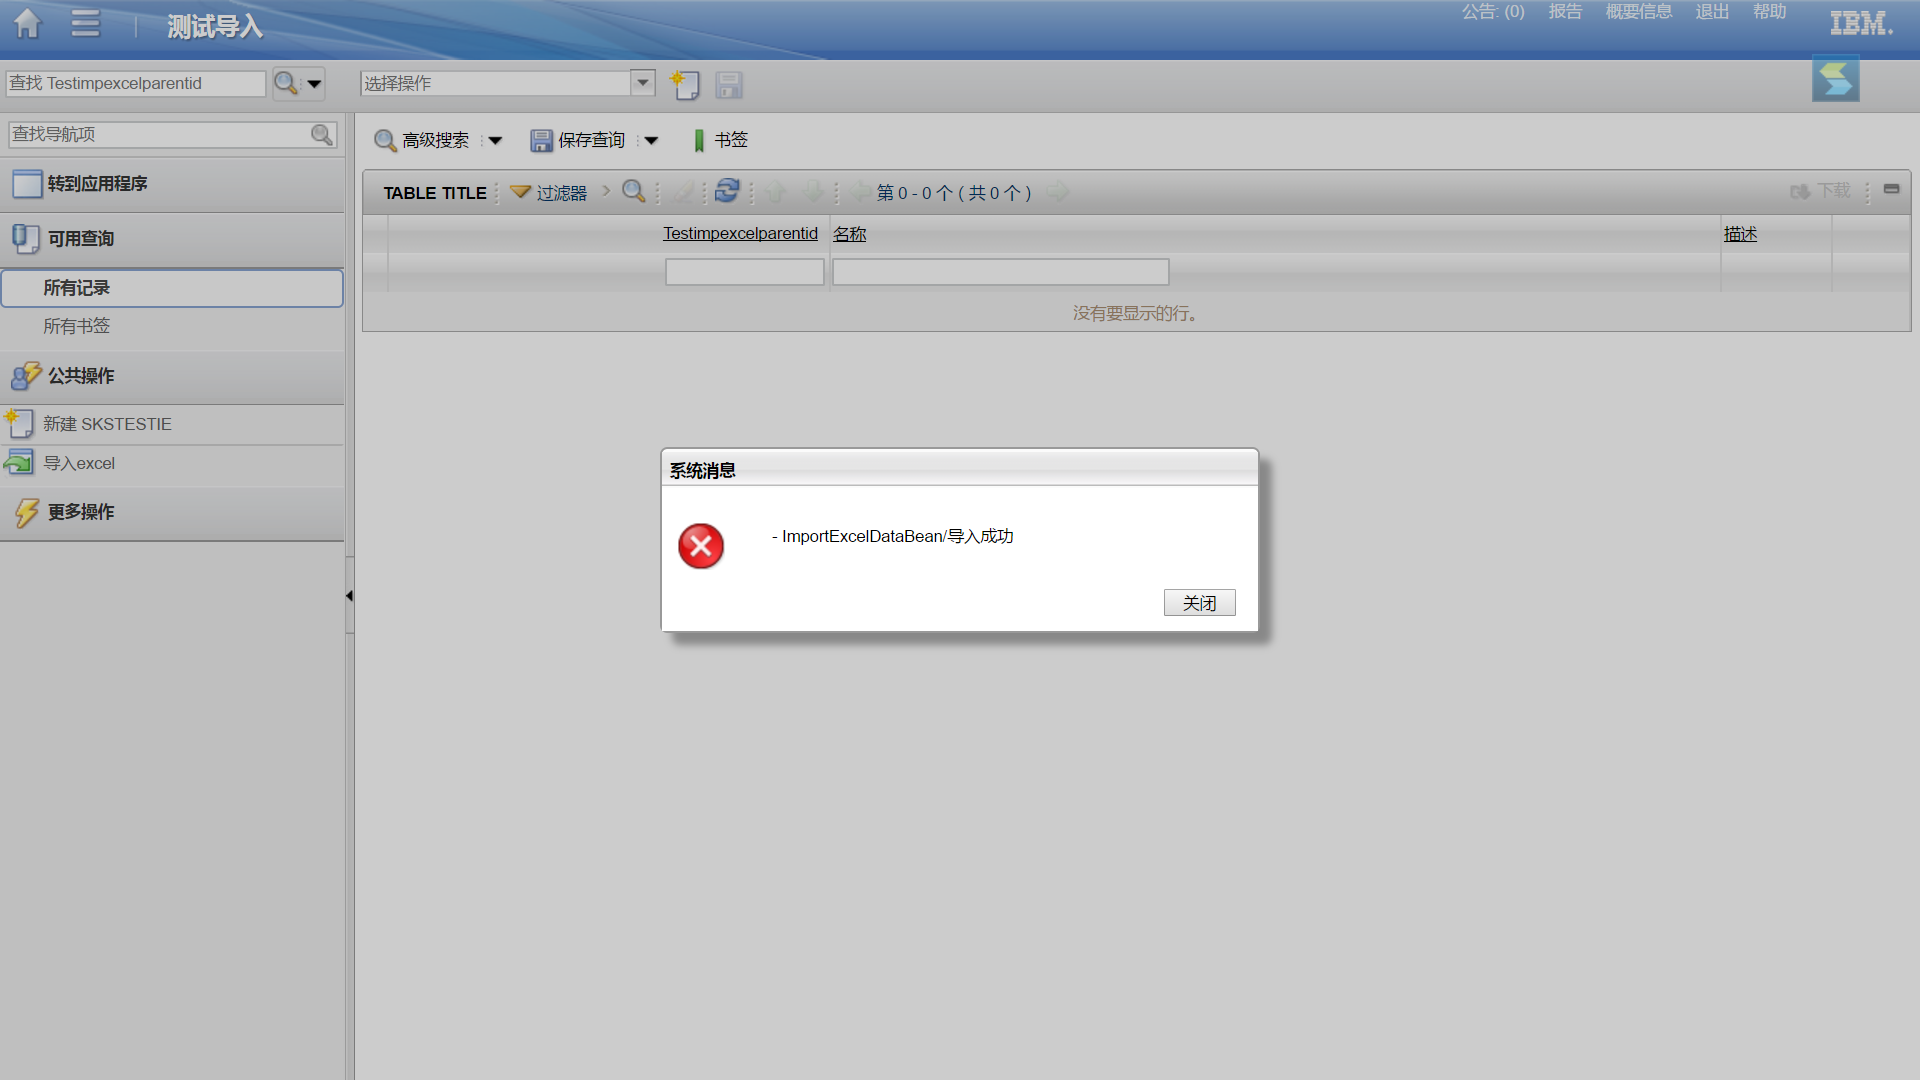 测试导入
公告: (0) 报告 概要信息 退出 帮助
IBM.
查找 Testimpexcelparentid
选择操作
查找导航项
转到应用程序
可用查询
所有记录
所有书签
公共操作
新建 SKSTESTIE
导入excel
更多操作
高级搜索 保存查询 书签
TABLE TITLE 过滤器 第 0 - 0 个 ( 共 0 个 ) 下载
Testimpexcelparentid 名称 描述
没有要显示的行。
系统消息
- ImportExcelDataBean/导入成功
关闭